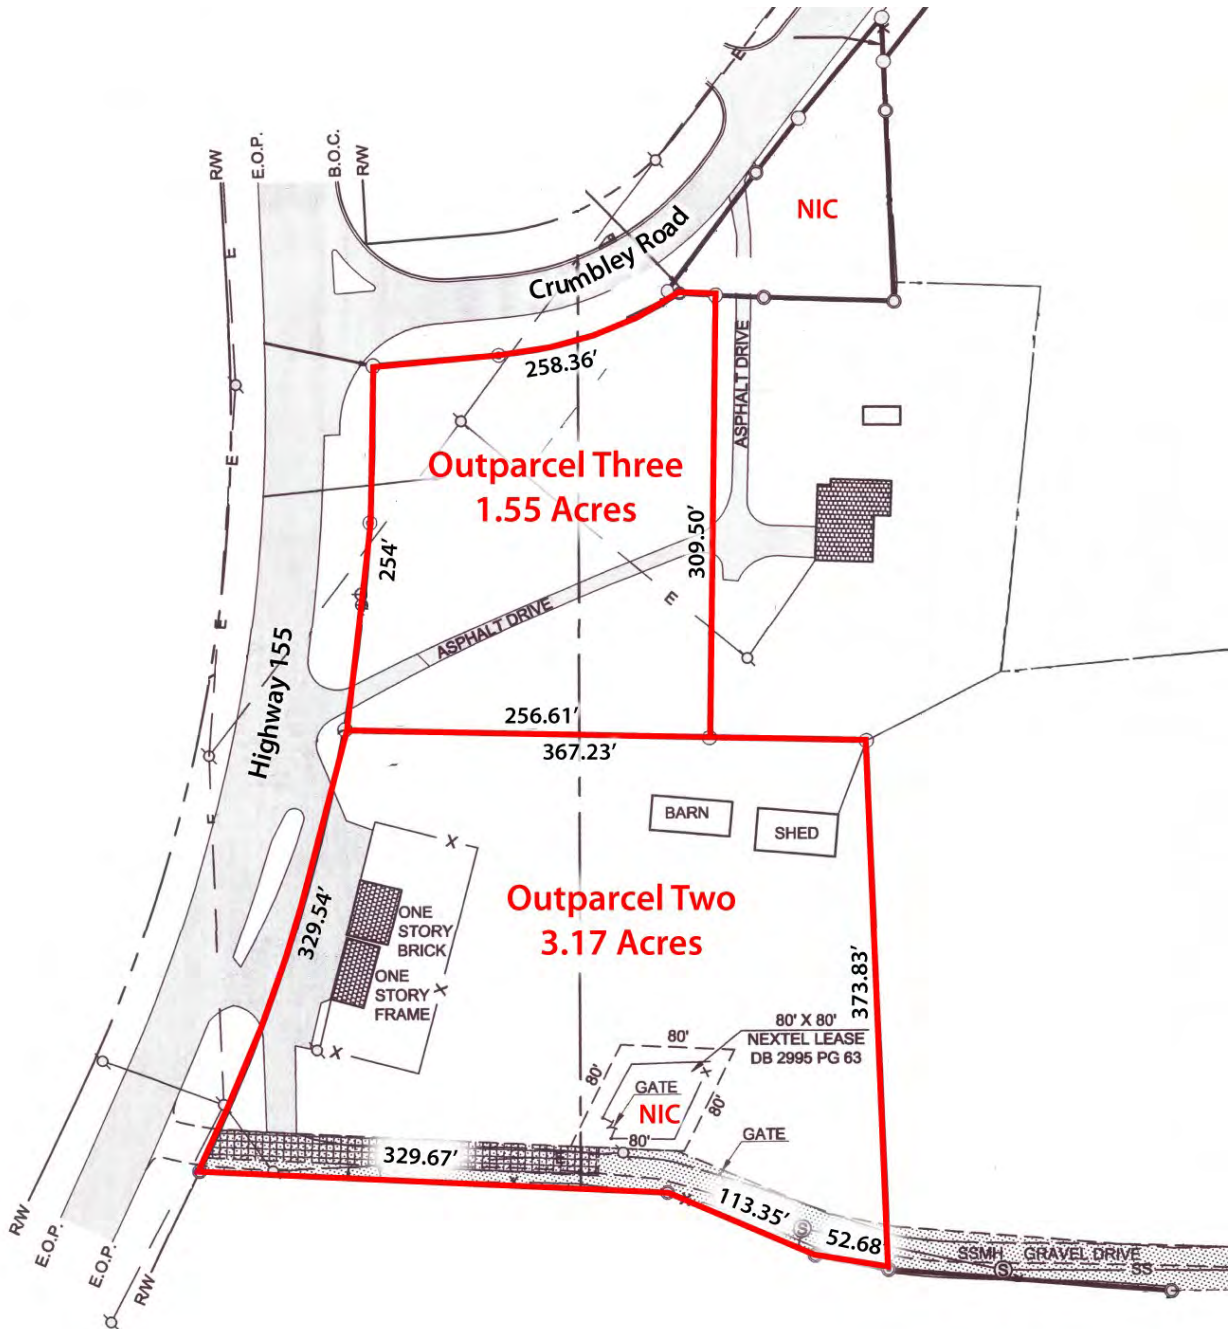 R/W
E.O.P.
B.O.C.
R/W
E
E
NIC
Crumbley Road
258.36′
ASPHALT DRIVE
E
E
Outparcel Three
1.55 Acres
254′
309.50′
E
E
ASPHALT DRIVE
E
Highway 155
256.61′
367.23′
E
BARN
SHED
X
Outparcel Two
3.17 Acres
329.54′
ONE
STORY
BRICK
ONE
STORY
FRAME
X
X
373.83′
80' X 80'
NEXTEL LEASE
DB 2995 PG 63
80'
80'
80'
80'
X
GATE
NIC
GATE
329.67′
X
113.35′
S
52.68′
SSMH
GRAVEL DRIVE
S
SS
R/W
E.O.P.
E.O.P.
R/W